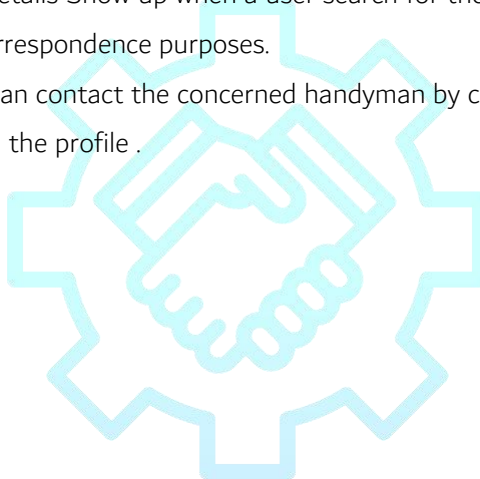 etails Show up when a user search for the
rrespondence purposes.
an contact the concerned handyman by c
the profile .